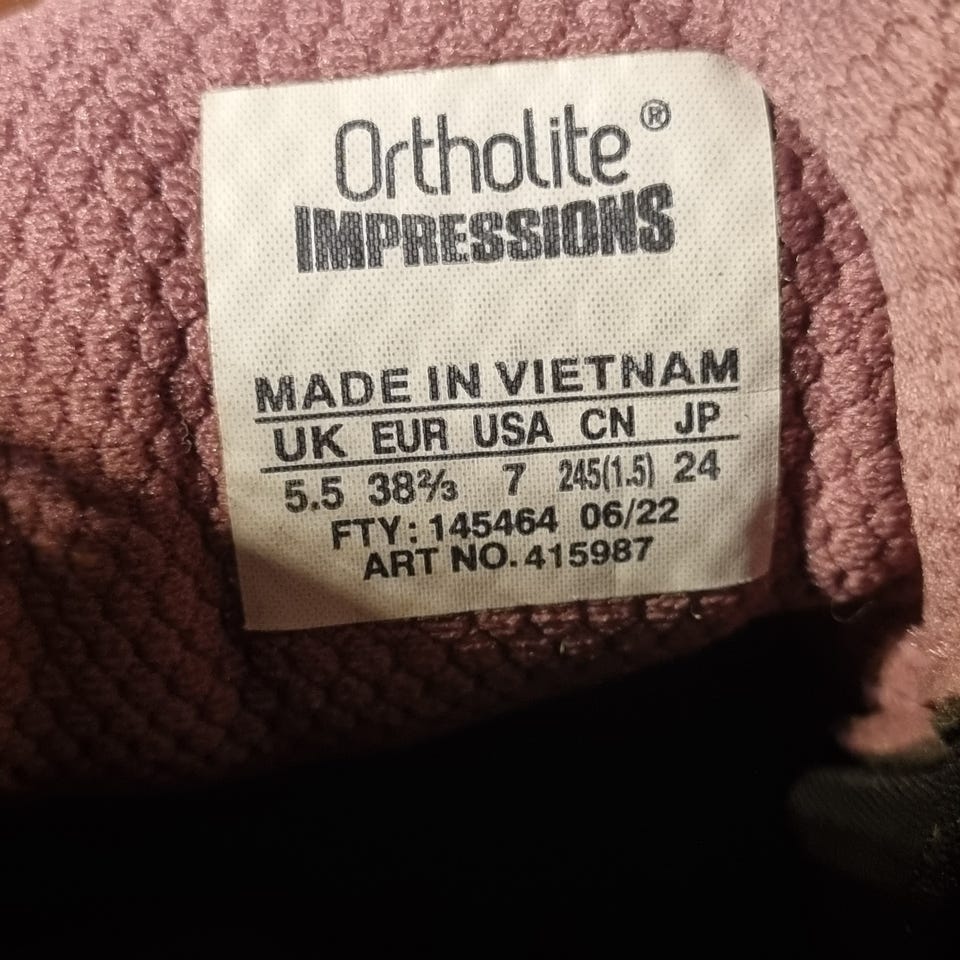 Ortholite®
IMPRESSIONS
MADE IN VIETNAM
UK EUR USA CN JP
5.5 38⅔ 7 245(1.5) 24
FTY: 145464 06/22
ART NO. 415987